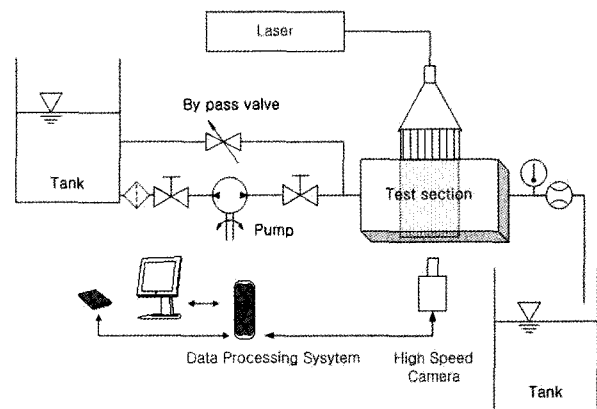 Laser
By pass valve
Tank
Test section
Pump
Data Processing Sysytem
High Speed
Camera
Tank